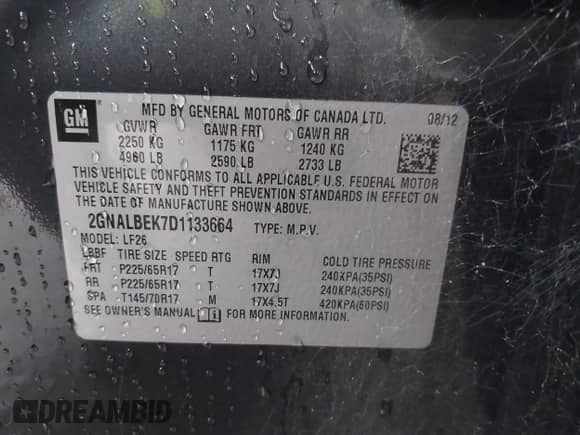 GM
MFD BY GENERAL MOTORS OF CANADA LTD. 08/12
GVWR GAWR FRT GAWR RR
2250 KG 1175 KG 1240 KG
4960 LB 2590 LB 2733 LB
THIS VEHICLE CONFORMS TO ALL APPLICABLE U.S. FEDERAL MOTOR
VEHICLE SAFETY AND THEFT PREVENTION STANDARDS IN EFFECT ON
THE DATE OF MANUFACTURE SHOWN ABOVE.
2GNALBEK7D1133664 TYPE: M.P.V.
MODEL: LF26
LBBF TIRE SIZE SPEED RTG RIM COLD TIRE PRESSURE
FRT P225/65R17 T 17X7J 240KPA(35PSI)
RR P225/65R17 T 17X7J 240KPA(35PSI)
SPA T145/70R17 M 17X4.5T 420KPA(60PSI)
SEE OWNER'S MANUAL FOR MORE INFORMATION.
DREAMBID